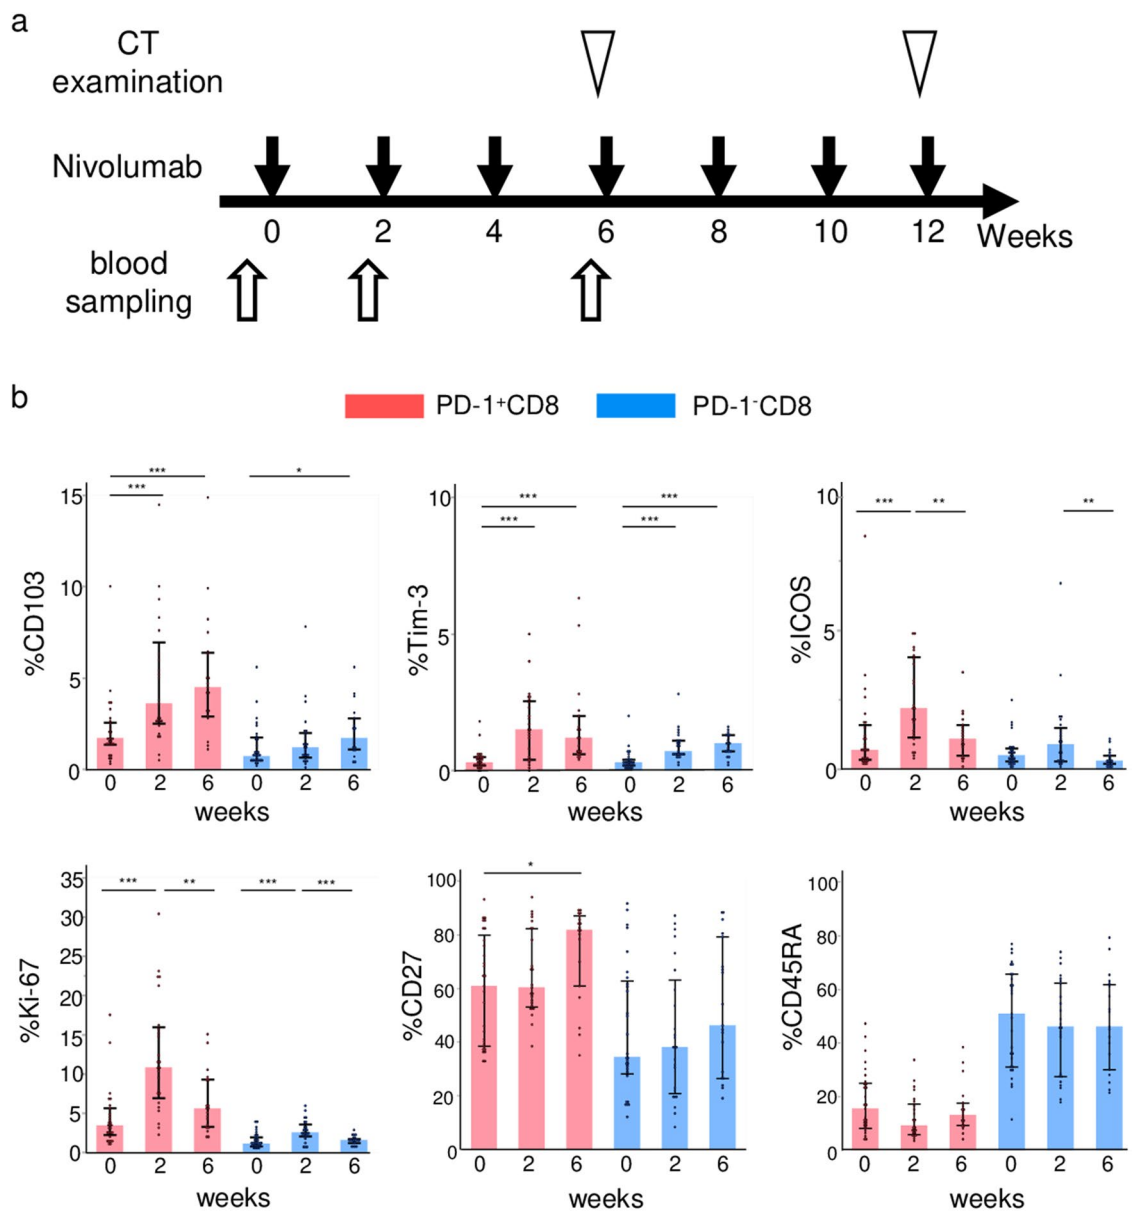 a
CT
examination
Nivolumab
0 2 4 6 8 10 12 Weeks
blood
sampling
b
PD-1⁺CD8 PD-1⁻CD8
%CD103
15
10
5
0
*** *** *
0 2 6 0 2 6
weeks
%Tim-3
10
5
0
*** *** *** ***
0 2 6 0 2 6
weeks
%ICOS
10
5
0
*** ** **
0 2 6 0 2 6
weeks
%Ki-67
35
30
25
20
15
10
5
0
*** ** *** ***
0 2 6 0 2 6
weeks
%CD27
100
80
60
40
20
0
*
0 2 6 0 2 6
weeks
%CD45RA
100
80
60
40
20
0
0 2 6 0 2 6
weeks